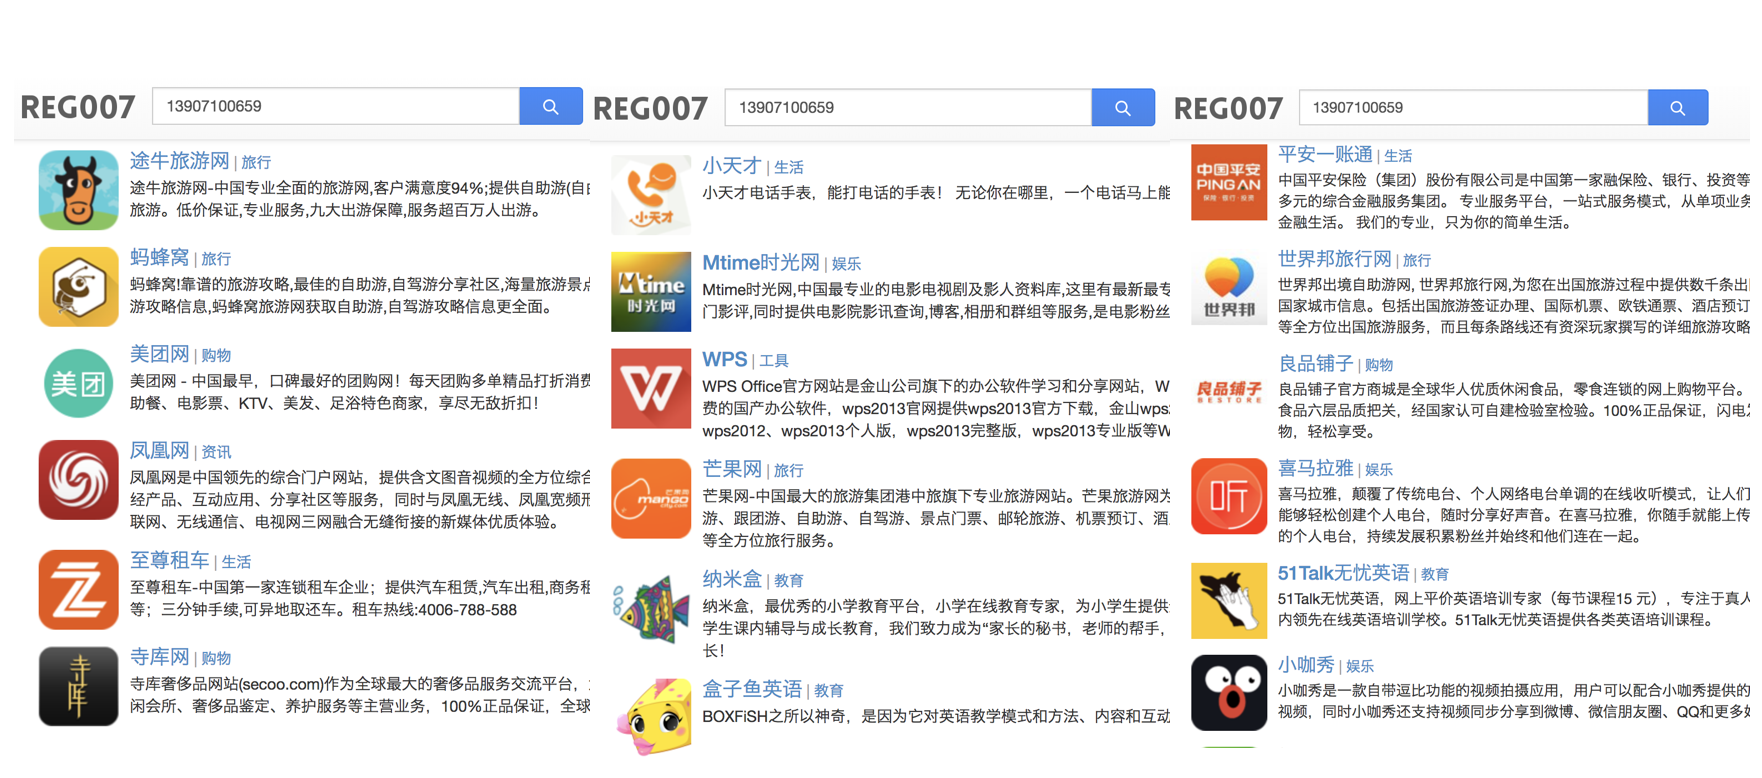 REG007
13907100659
途牛旅游网 | 旅行
途牛旅游网-中国专业全面的旅游网,客户满意度94%;提供自助游(自由
旅游。低价保证,专业服务,九大出游保障,服务超百万人出游。
蚂蜂窝 | 旅行
蚂蜂窝!靠谱的旅游攻略,最佳的自助游,自驾游分享社区,海量旅游景点
游攻略信息,蚂蜂窝旅游网获取自助游,自驾游攻略信息更全面。
美团
美团网 | 购物
美团网 - 中国最早，口碑最好的团购网！每天团购多单精品打折消费
助餐、电影票、KTV、美发、足浴特色商家，享尽无敌折扣！
凤凰网 | 资讯
凤凰网是中国领先的综合门户网站，提供含文图音视频的全方位综合
经产品、互动应用、分享社区等服务，同时与凤凰无线、凤凰宽频形
联网、无线通信、电视网三网融合无缝衔接的新媒体优质体验。
至尊租车 | 生活
至尊租车-中国第一家连锁租车企业；提供汽车租赁,汽车出租,商务租
等；三分钟手续,可异地取还车。租车热线:4006-788-588
寺库
寺库网 | 购物
寺库奢侈品网站(secoo.com)作为全球最大的奢侈品服务交流平台，
闲会所、奢侈品鉴定、养护服务等主营业务，100%正品保证，全球
REG007
13907100659
小天才
小天才 | 生活
小天才电话手表，能打电话的手表！ 无论你在哪里，一个电话马上能
Mtime
时光网
Mtime时光网 | 娱乐
Mtime时光网,中国最专业的电影电视剧及影人资料库,这里有最新最专
门影评,同时提供电影院影讯查询,博客,相册和群组等服务,是电影粉丝
W
WPS | 工具
WPS Office官方网站是金山公司旗下的办公软件学习和分享网站，W
费的国产办公软件，wps2013官网提供wps2013官方下载，金山wps
wps2012、wps2013个人版，wps2013完整版，wps2013专业版等W
芒果网
mango
city.com
芒果网 | 旅行
芒果网-中国最大的旅游集团港中旅旗下专业旅游网站。芒果旅游网为
游、跟团游、自助游、自驾游、景点门票、邮轮旅游、机票预订、酒
等全方位旅行服务。
纳米盒 | 教育
纳米盒，最优秀的小学教育平台，小学在线教育专家，为小学生提供
学生课内辅导与成长教育，我们致力成为“家长的秘书，老师的帮手，
长！
盒子鱼英语 | 教育
BOXFiSH之所以神奇，是因为它对英语教学模式和方法、内容和互动
REG007
13907100659
中国平安
PING AN
保险·银行·投资
平安一账通 | 生活
中国平安保险（集团）股份有限公司是中国第一家融保险、银行、投资等
多元的综合金融服务集团。 专业服务平台，一站式服务模式，从单项业务
金融生活。 我们的专业，只为你的简单生活。
世界邦
世界邦旅行网 | 旅行
世界邦出境自助游网, 世界邦旅行网,为您在出国旅游过程中提供数千条出
国家城市信息。包括出国旅游签证办理、国际机票、欧铁通票、酒店预订
等全方位出国旅游服务，而且每条路线还有资深玩家撰写的详细旅游攻略
良品铺子
BESTORE
良品铺子 | 购物
良品铺子官方商城是全球华人优质休闲食品，零食连锁的网上购物平台。
食品六层品质把关，经国家认可自建检验室检验。100%正品保证，闪电发
物，轻松享受。
听
喜马拉雅 | 娱乐
喜马拉雅，颠覆了传统电台、个人网络电台单调的在线收听模式，让人们
能够轻松创建个人电台，随时分享好声音。在喜马拉雅，你随手就能上传
的个人电台，持续发展积累粉丝并始终和他们连在一起。
51Talk无忧英语 | 教育
51Talk无忧英语，网上平价英语培训专家（每节课程15 元），专注于真人
内领先在线英语培训学校。51Talk无忧英语提供各类英语培训课程。
小咖秀 | 娱乐
小咖秀是一款自带逗比功能的视频拍摄应用，用户可以配合小咖秀提供的
视频，同时小咖秀还支持视频同步分享到微博、微信朋友圈、QQ和更多好